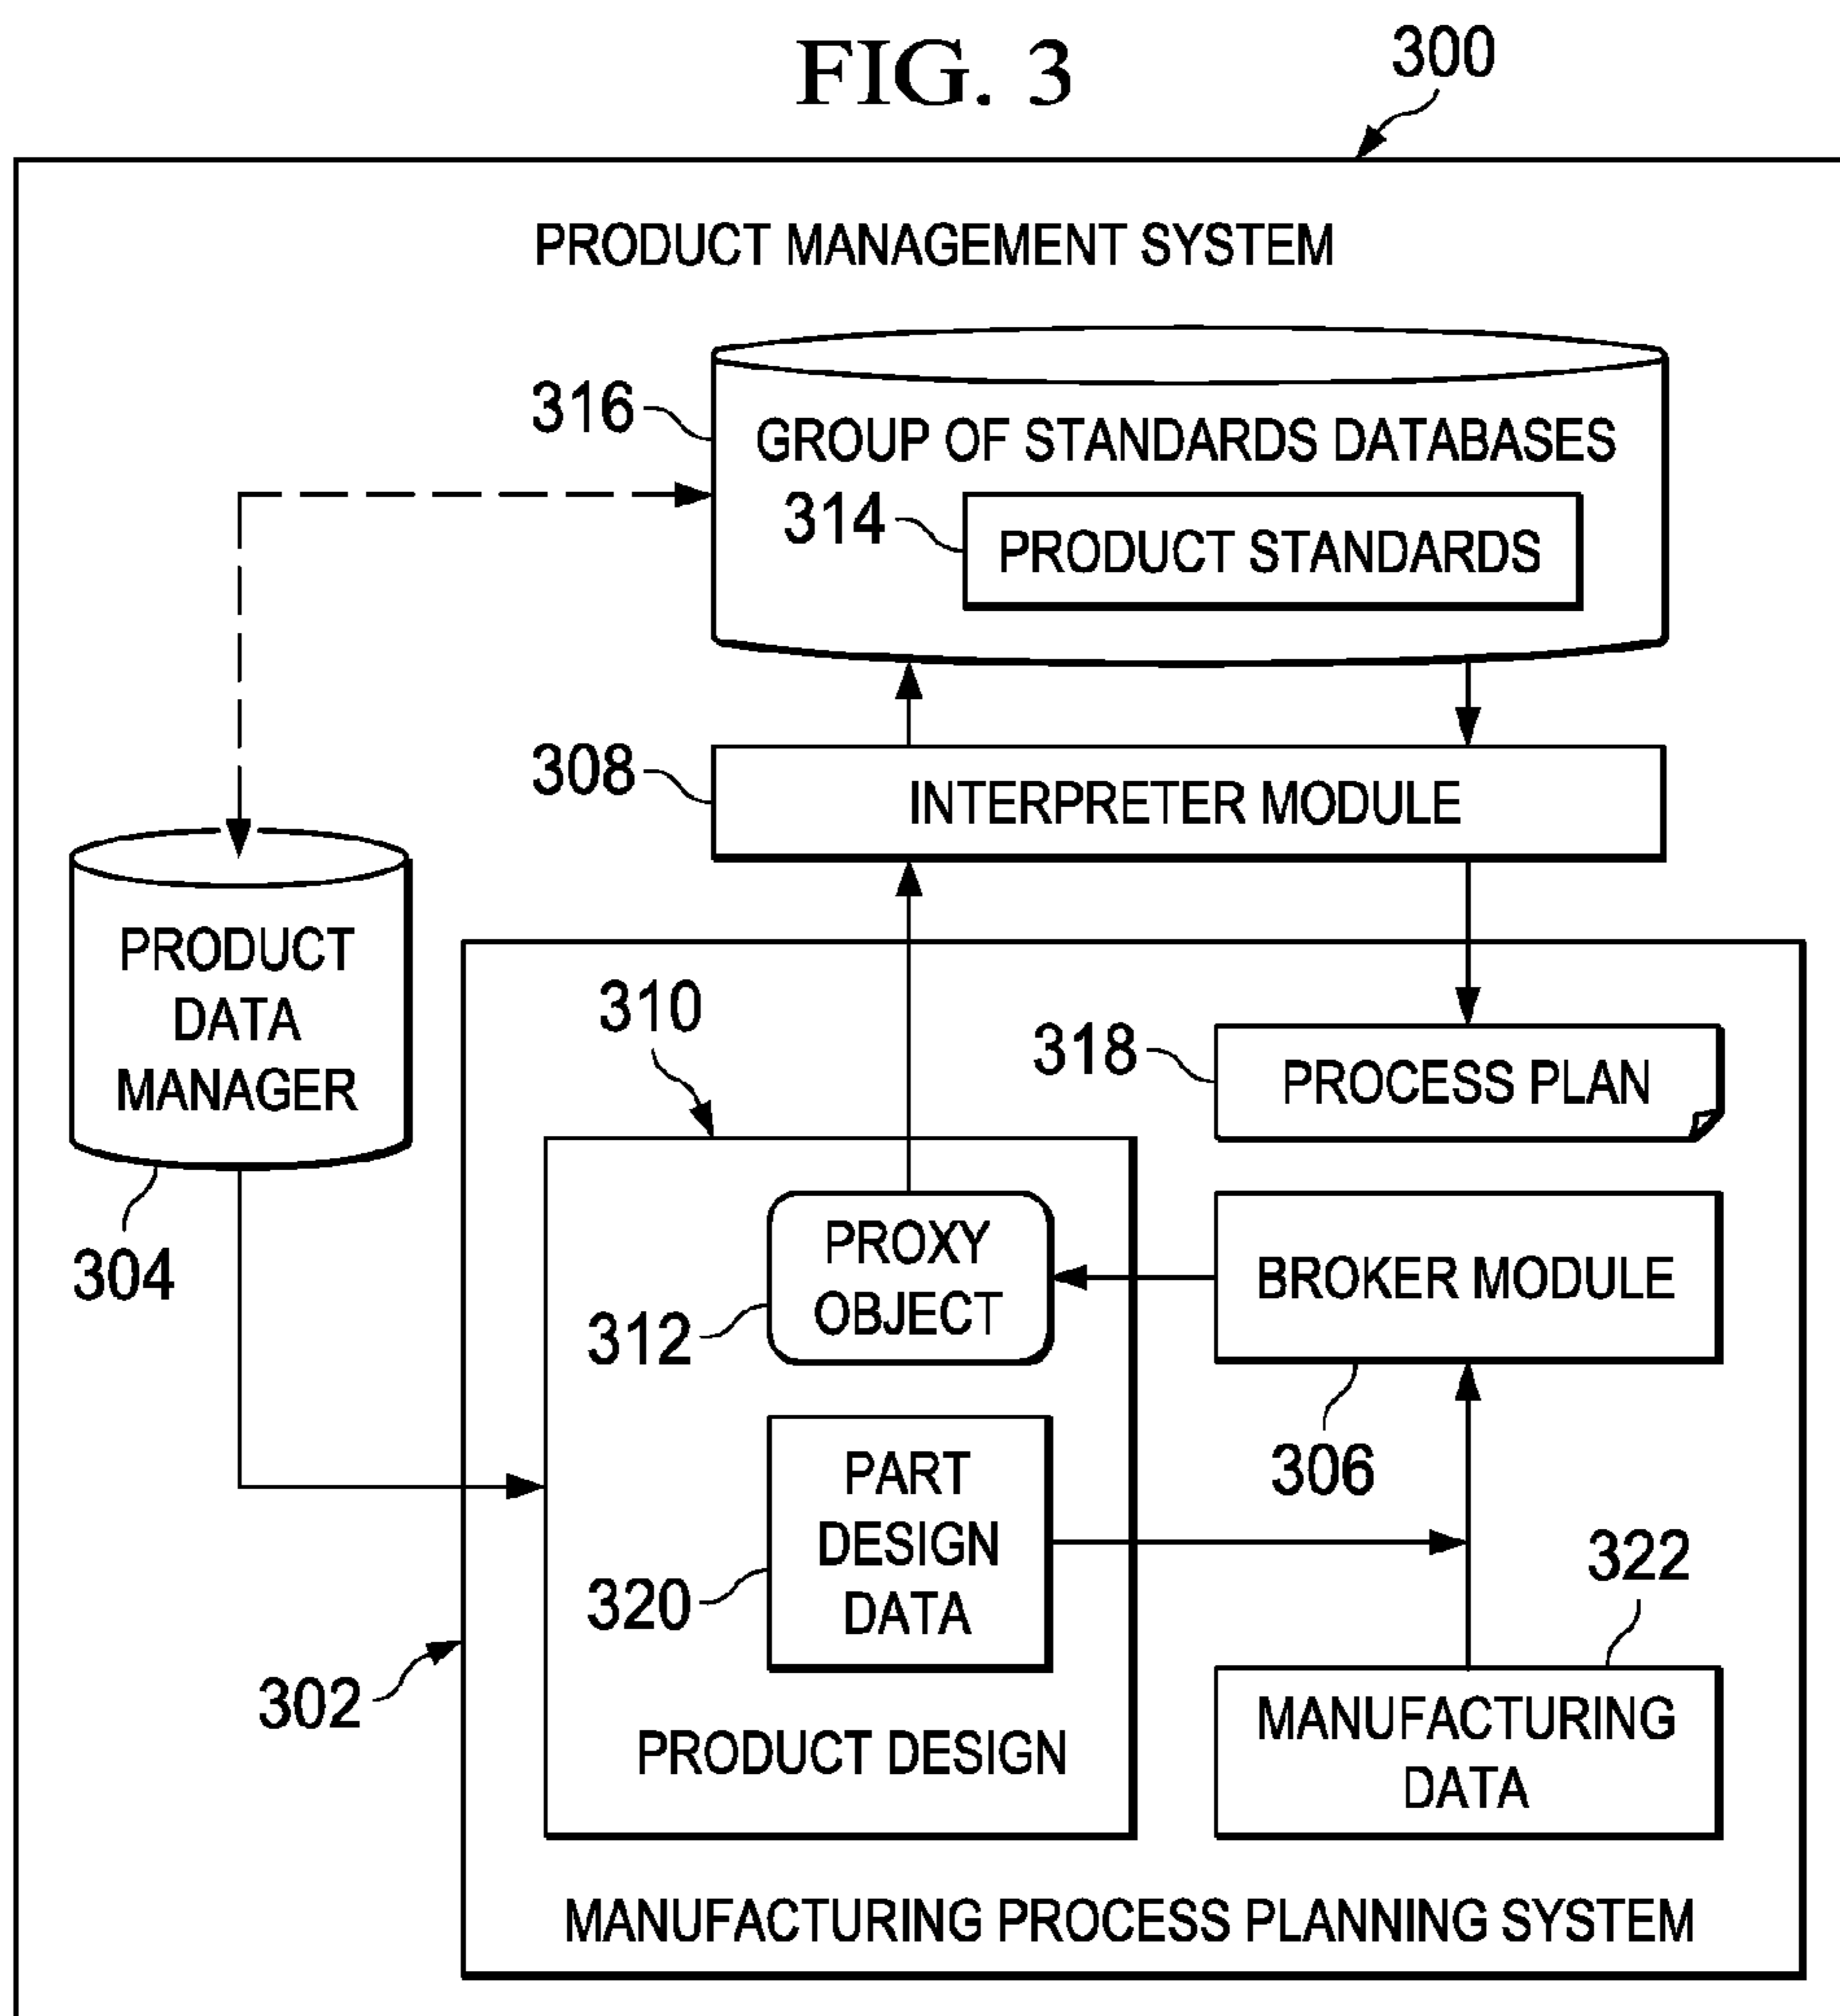 FIG. 3
300
PRODUCT MANAGEMENT SYSTEM
316
GROUP OF STANDARDS DATABASES
314
PRODUCT STANDARDS
308
INTERPRETER MODULE
PRODUCT
DATA
MANAGER
304
310
318
PROCESS PLAN
PROXY
OBJECT
312
BROKER MODULE
306
PART
DESIGN
DATA
320
322
302
PRODUCT DESIGN
MANUFACTURING
DATA
MANUFACTURING PROCESS PLANNING SYSTEM